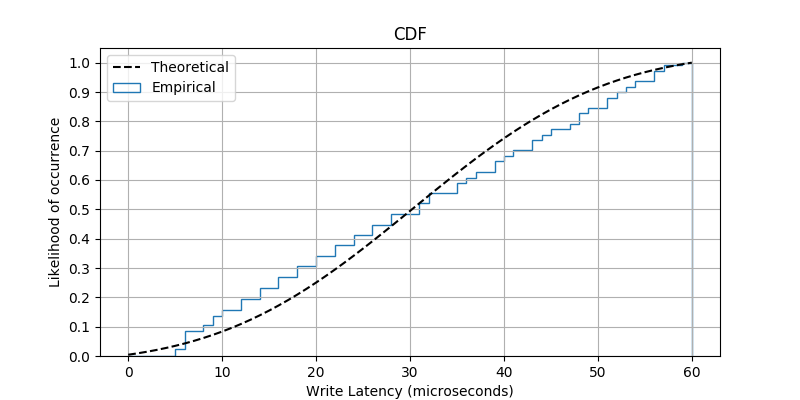 CDF
Theoretical
Empirical
Likelihood of occurrence
1.0
0.9
0.8
0.7
0.6
0.5
0.4
0.3
0.2
0.1
0.0
0 10 20 30 40 50 60
Write Latency (microseconds)